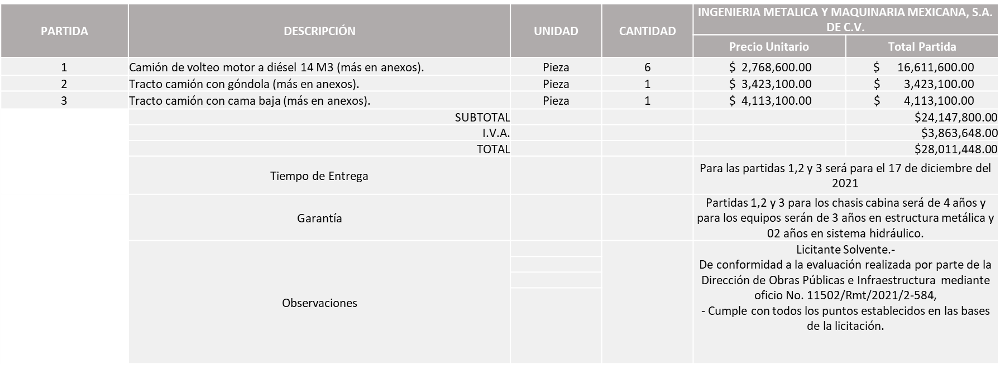 PARTIDA DESCRIPCIÓN UNIDAD CANTIDAD INGENIERIA METALICA Y MAQUINARIA MEXICANA, S.A.
DE C.V.
Precio Unitario Total Partida
1 Camión de volteo motor a diésel 14 M3 (más en anexos). Pieza 6 $ 2,768,600.00 $ 16,611,600.00
2 Tracto camión con góndola (más en anexos). Pieza 1 $ 3,423,100.00 $ 3,423,100.00
3 Tracto camión con cama baja (más en anexos). Pieza 1 $ 4,113,100.00 $ 4,113,100.00
SUBTOTAL $24,147,800.00
I.V.A. $3,863,648.00
TOTAL $28,011,448.00
Tiempo de Entrega
Para las partidas 1,2 y 3 será para el 17 de diciembre del
2021
Garantía
Partidas 1,2 y 3 para los chasis cabina será de 4 años y
para los equipos serán de 3 años en estructura metálica y
02 años en sistema hidráulico.
Observaciones
Licitante Solvente.-
De conformidad a la evaluación realizada por parte de la
Dirección de Obras Públicas e Infraestructura mediante
oficio No. 11502/Rmt/2021/2-584,
- Cumple con todos los puntos establecidos en las bases
de la licitación.